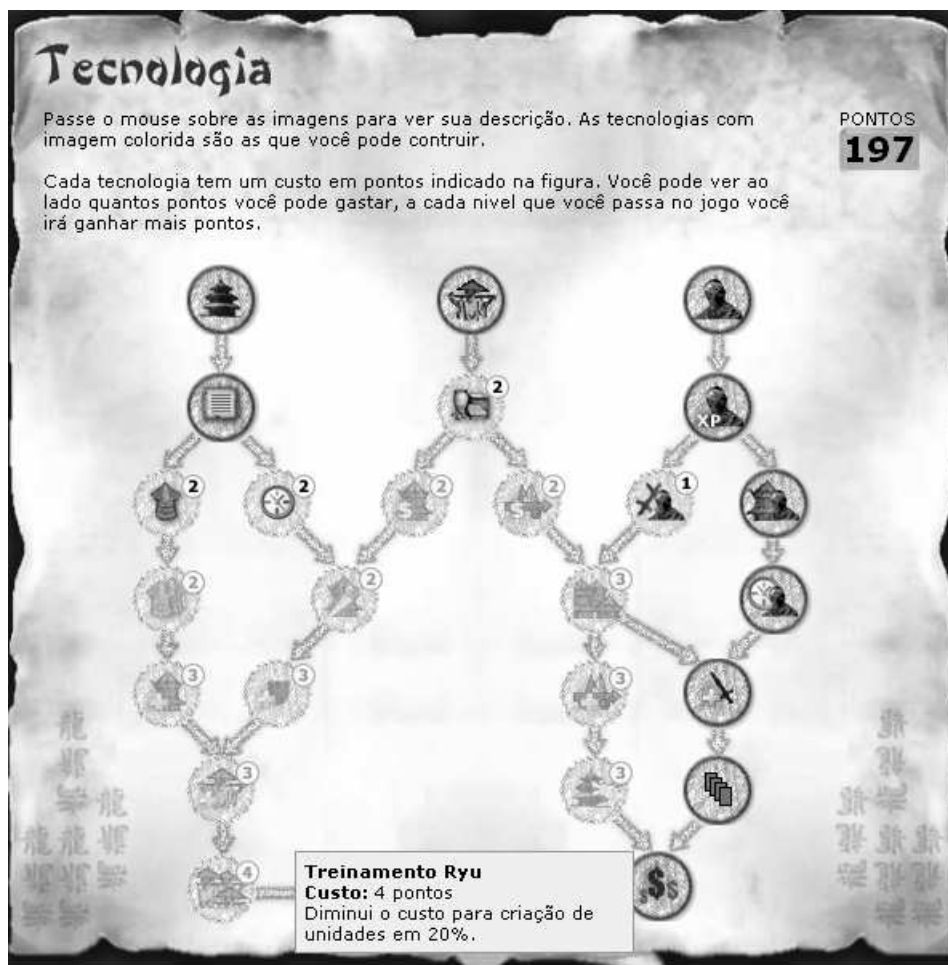 Tecnologia
Passe o mouse sobre as imagens para ver sua descrição. As tecnologias com
imagem colorida são as que você pode contruir.
PONTOS
197
Cada tecnologia tem um custo em pontos indicado na figura. Você pode ver ao
lado quantos pontos você pode gastar, a cada nivel que você passa no jogo você
irá ganhar mais pontos.
2
XP
2
2
2
2
1
$
S
2
2
3
3
3
3
3
3
4
Treinamento Ryu
Custo: 4 pontos
Diminui o custo para criação de
unidades em 20%.
$$$